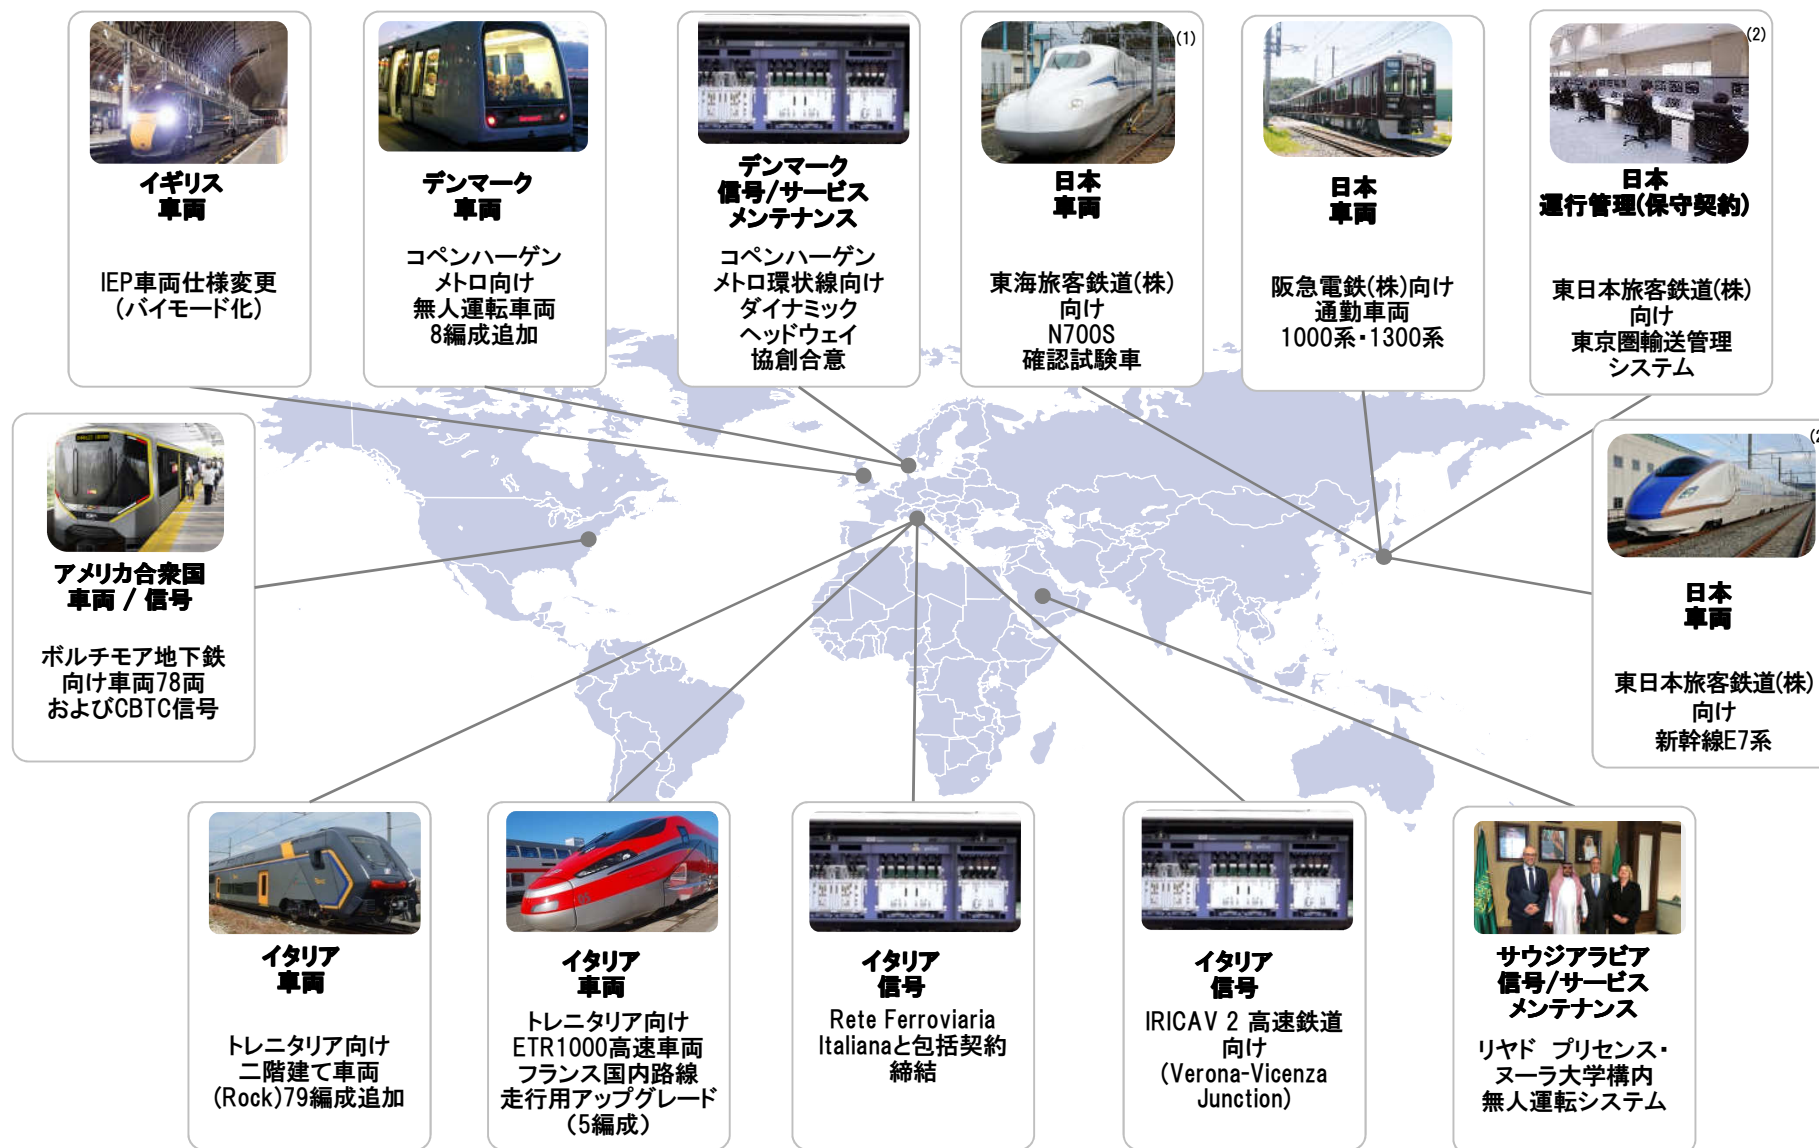 イギリス
車両
IEP車両仕様変更
(バイモード化)
デンマーク
車両
コペンハーゲン
メトロ向け
無人運転車両
8編成追加
デンマーク
信号/サービス
メンテナンス
コペンハーゲン
メトロ環状線向け
ダイナミック
ヘッドウェイ
協創合意
(1)
日本
車両
東海旅客鉄道(株)
向け
N700S
確認試験車
日本
車両
阪急電鉄(株)向け
通勤車両
1000系・1300系
(2)
日本
運行管理(保守契約)
東日本旅客鉄道(株)
向け
東京圏輸送管理
システム
アメリカ合衆国
車両 / 信号
ボルチモア地下鉄
向け車両78両
およびCBTC信号
(2
日本
車両
東日本旅客鉄道(株)
向け
新幹線E7系
イタリア
車両
トレニタリア向け
二階建て車両
(Rock)79編成追加
イタリア
車両
トレニタリア向け
ETR1000高速車両
フランス国内路線
走行用アップグレード
(5編成)
イタリア
信号
Rete Ferroviaria
Italianaと包括契約
締結
イタリア
信号
IRICAV 2 高速鉄道
向け
(Verona-Vicenza
Junction)
サウジアラビア
信号/サービス
メンテナンス
リヤド プリセンス・
ヌーラ大学構内
無人運転システム